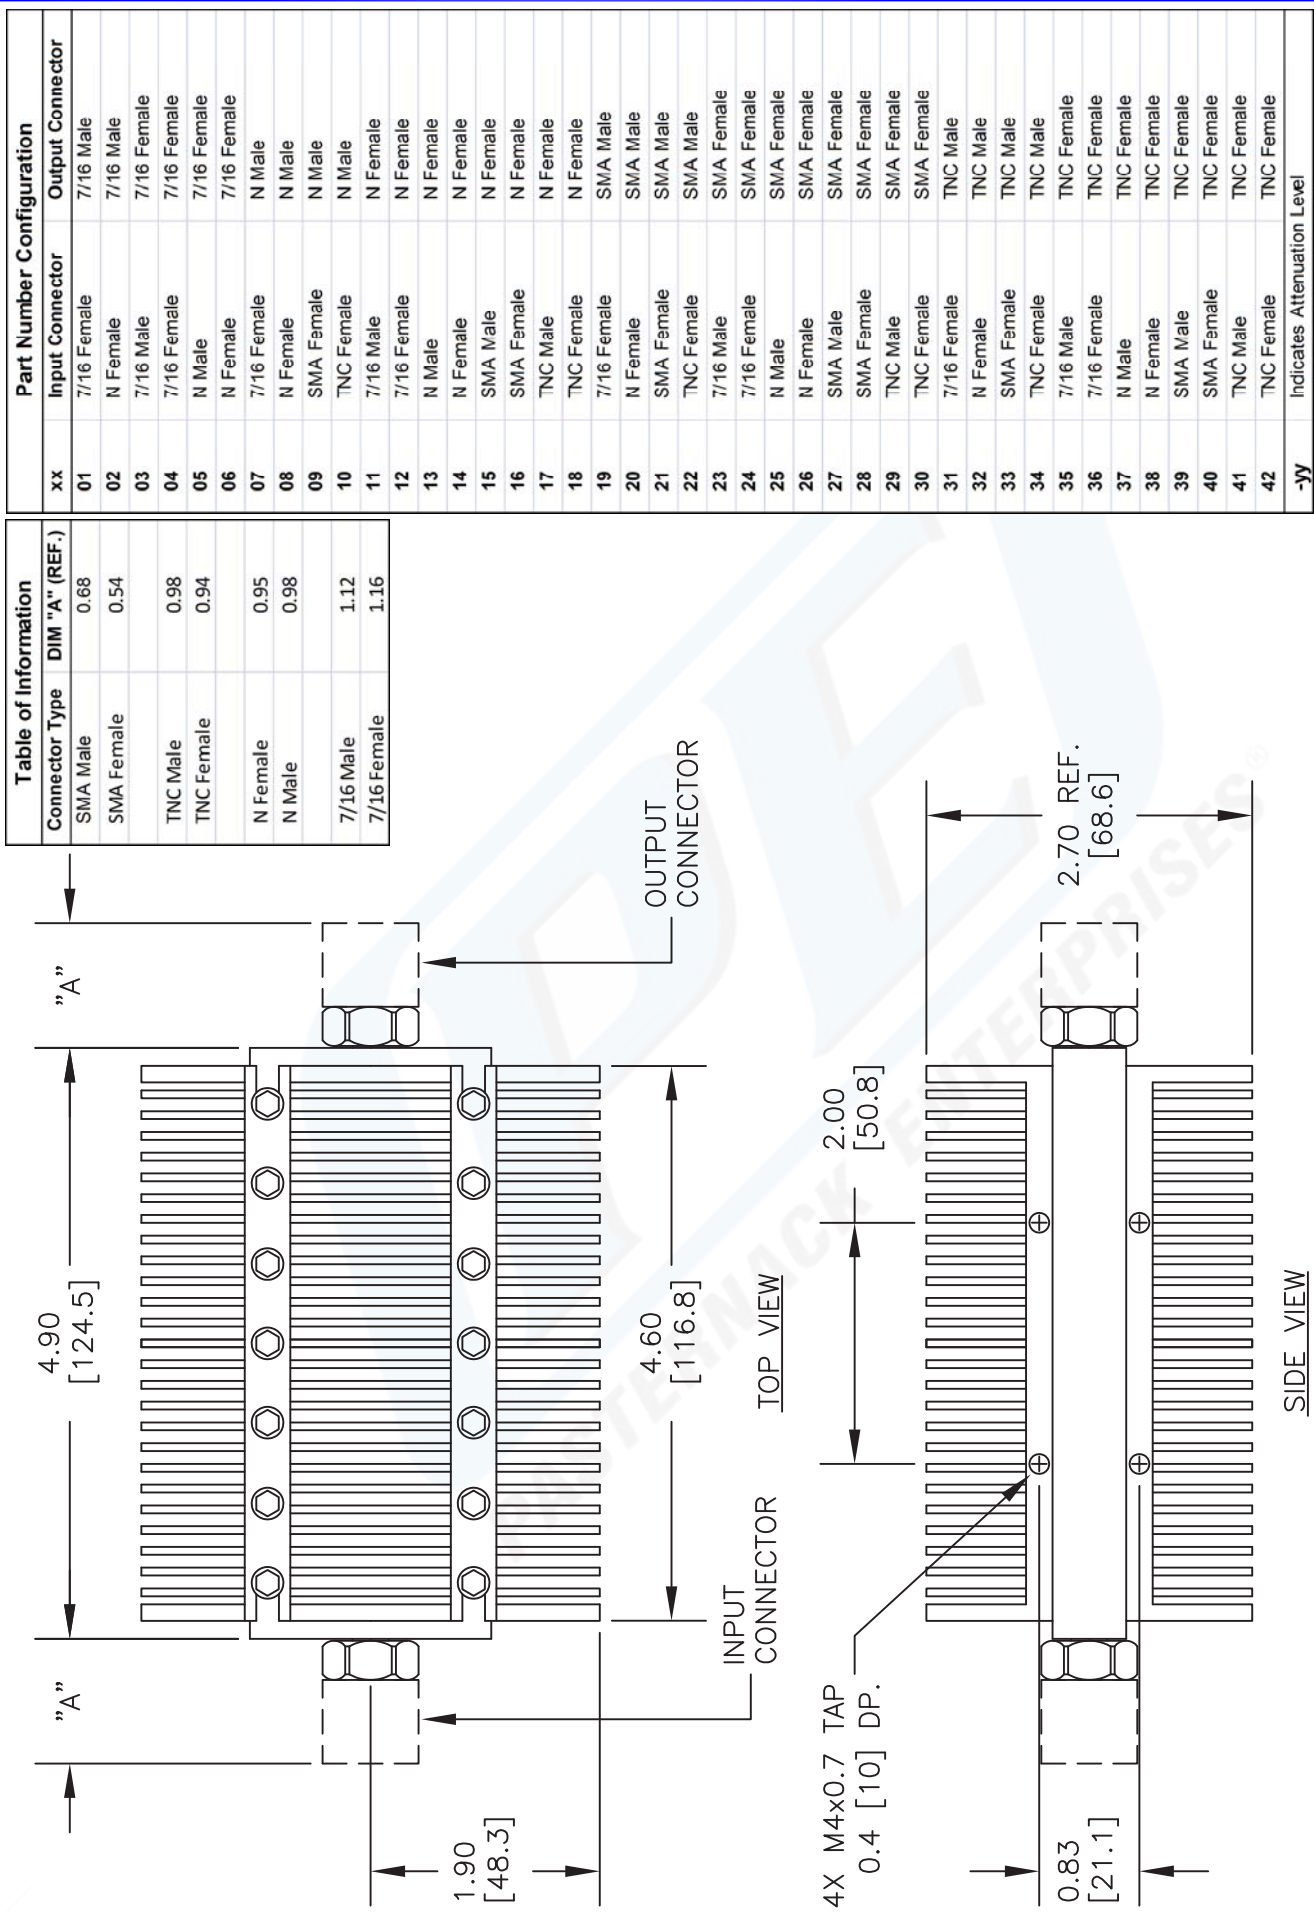 Table of Information
Connector Type DIM "A" (REF.)
SMA Male 0.68
SMA Female 0.54
TNC Male 0.98
TNC Female 0.94
N Female 0.95
N Male 0.98
7/16 Male 1.12
7/16 Female 1.16
Part Number Configuration
xx Input Connector Output Connector
01 7/16 Female 7/16 Male
02 N Female 7/16 Male
03 7/16 Male 7/16 Female
04 7/16 Female 7/16 Female
05 N Male 7/16 Female
06 N Female 7/16 Female
07 7/16 Female N Male
08 N Female N Male
09 SMA Female N Male
10 TNC Female N Male
11 7/16 Male N Female
12 7/16 Female N Female
13 N Male N Female
14 N Female N Female
15 SMA Male N Female
16 SMA Female N Female
17 TNC Male N Female
18 TNC Female N Female
19 7/16 Female SMA Male
20 N Female SMA Male
21 SMA Female SMA Male
22 TNC Female SMA Male
23 7/16 Male SMA Female
24 7/16 Female SMA Female
25 N Male SMA Female
26 N Female SMA Female
27 SMA Male SMA Female
28 SMA Female SMA Female
29 TNC Male SMA Female
30 TNC Female SMA Female
31 7/16 Female TNC Male
32 N Female TNC Male
33 SMA Female TNC Male
34 TNC Female TNC Male
35 7/16 Male TNC Female
36 7/16 Female TNC Female
37 N Male TNC Female
38 N Female TNC Female
39 SMA Male TNC Female
40 SMA Female TNC Female
41 TNC Male TNC Female
42 TNC Female TNC Female
-yy Indicates Attenuation Level
"A"
4.90
[124.5]
"A"
1.90
[48.3]
4.60
[116.8]
OUTPUT
CONNECTOR
INPUT
CONNECTOR
TOP VIEW
4X M4x0.7 TAP
0.4 [10] DP.
2.00
[50.8]
0.83
[21.1]
2.70 REF.
[68.6]
SIDE VIEW
PEI
PASTERNACK ENTERPRISES®